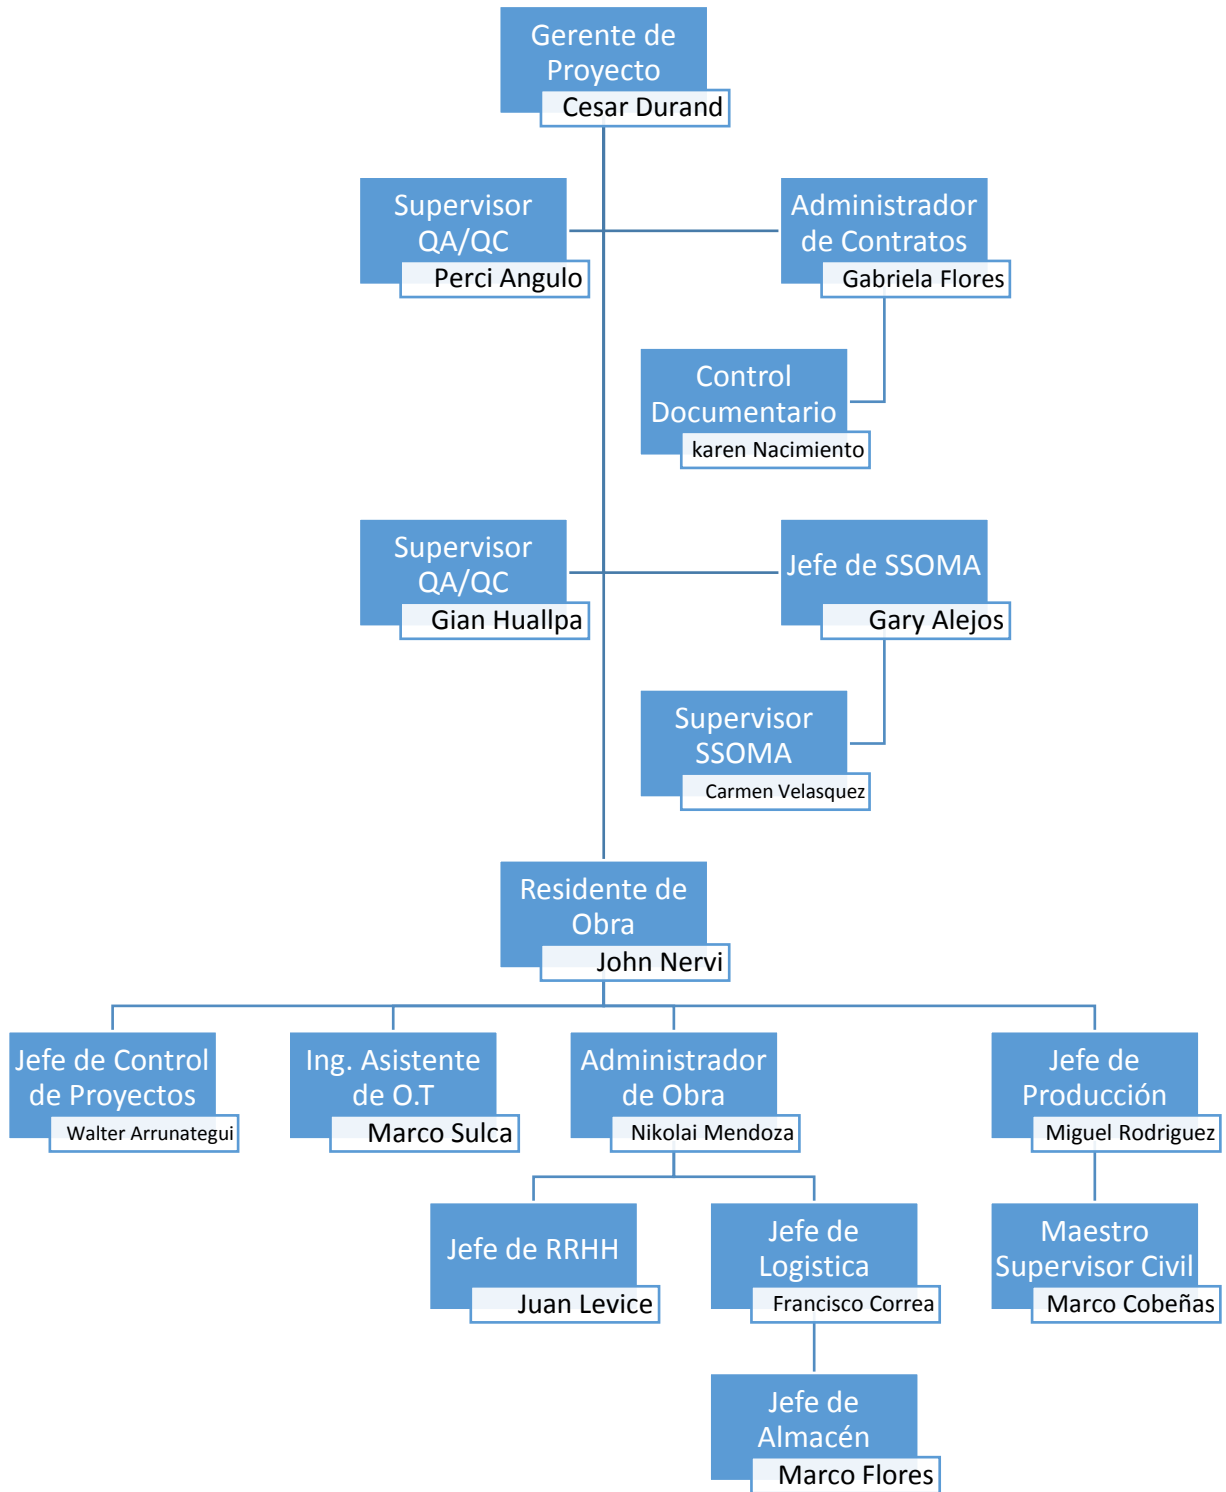 Gerente de
Proyecto
Cesar Durand
Supervisor
QA/QC
Perci Angulo
Administrador
de Contratos
Gabriela Flores
Control
Documentario
karen Nacimiento
Supervisor
QA/QC
Gian Huallpa
Jefe de SSOMA
Gary Alejos
Supervisor
SSOMA
Carmen Velasquez
Residente de
Obra
John Nervi
Jefe de Control
de Proyectos
Walter Arrunategui
Ing. Asistente
de O.T
Marco Sulca
Administrador
de Obra
Nikolai Mendoza
Jefe de
Producción
Miguel Rodriguez
Jefe de RRHH
Juan Levice
Jefe de
Logistica
Francisco Correa
Maestro
Supervisor Civil
Marco Cobeñas
Jefe de
Almacén
Marco Flores